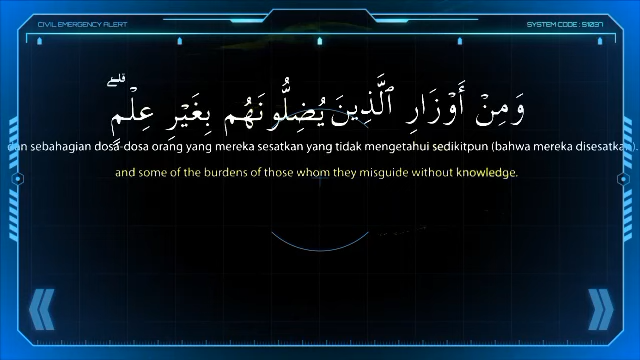 CIVIL EMERGENCY ALERT
SYSTEM CODE : S1037
وَمِنْ أَوْزَارِ ٱلَّذِينَ يُضِلُّونَهُم بِغَيْرِ عِلْمٍ ۗ
dan sebahagian dosa-dosa orang yang mereka sesatkan yang tidak mengetahui sedikitpun (bahwa mereka disesatkan).
and some of the burdens of those whom they misguide without knowledge.